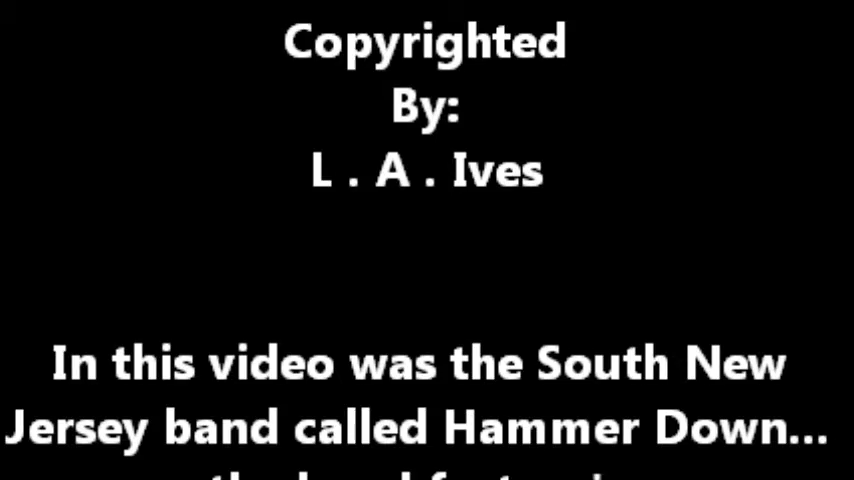 Copyrighted
By:
L . A . Ives
In this video was the South New
Jersey band called Hammer Down...